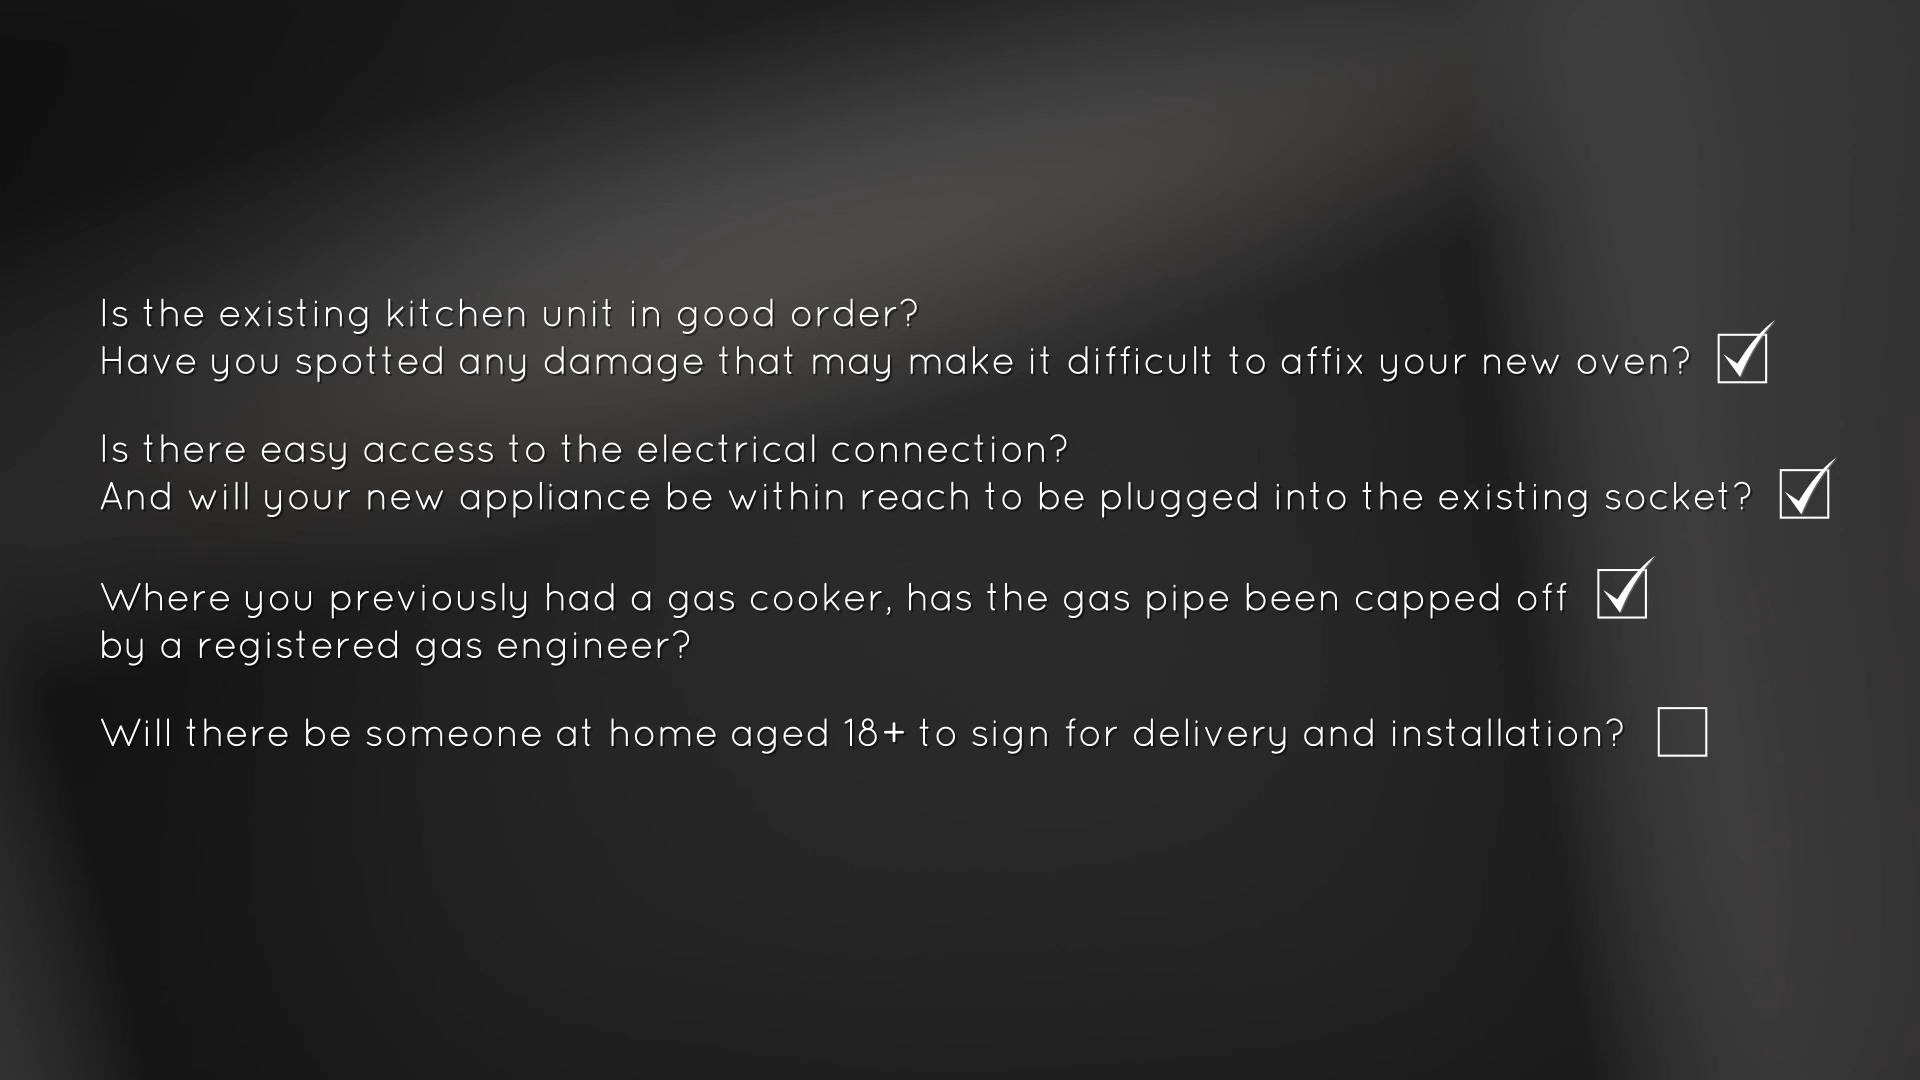 Is the existing kitchen unit in good order?
Have you spotted any damage that may make it difficult to affix your new oven?
Is there easy access to the electrical connection?
And will your new appliance be within reach to be plugged into the existing socket?
Where you previously had a gas cooker, has the gas pipe been capped off
by a registered gas engineer?
Will there be someone at home aged 18+ to sign for delivery and installation?